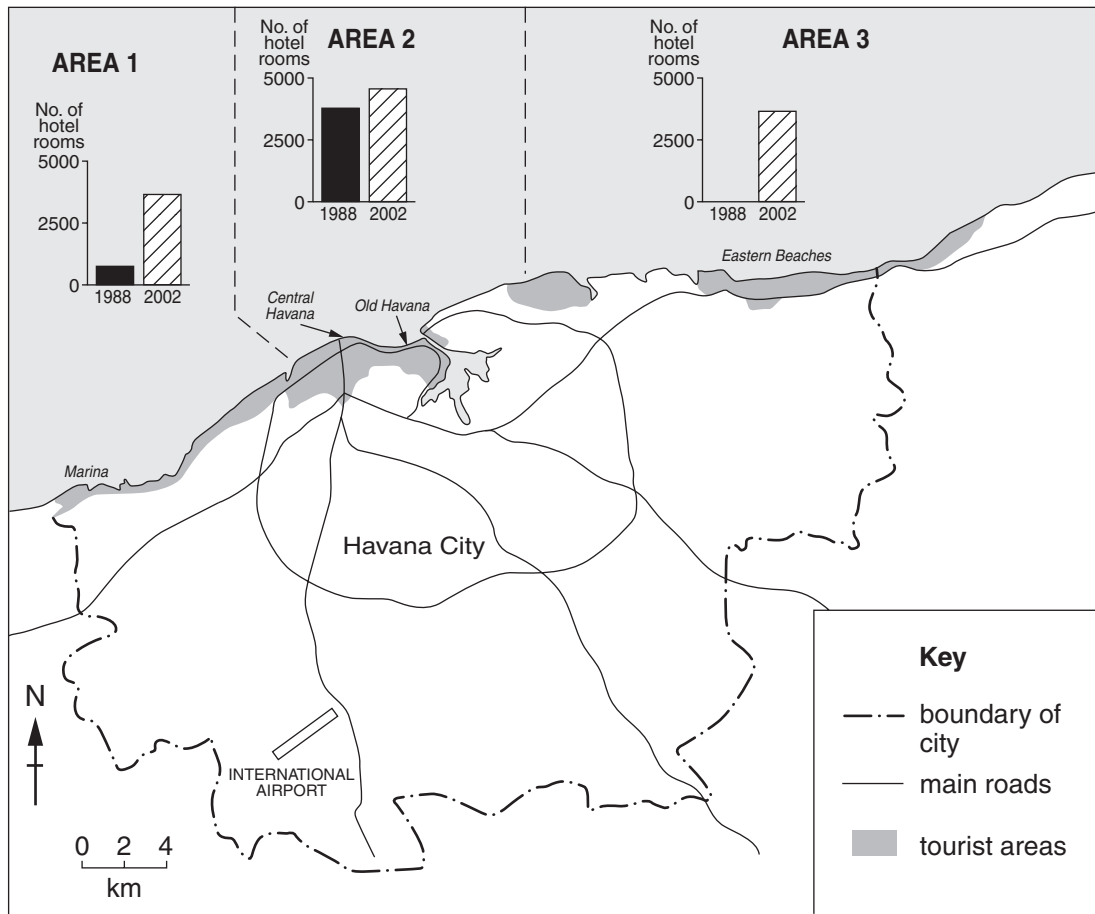 AREA 1
No. of
hotel
rooms
5000
2500
0
1988 2002
AREA 2
No. of
hotel
rooms
5000
2500
0
1988 2002
AREA 3
No. of
hotel
rooms
5000
2500
0
1988 2002
Eastern Beaches
Central
Havana
Old Havana
Marina
Havana City
INTERNATIONAL
AIRPORT
N
0 2 4
km
Key
boundary of
city
main roads
tourist areas